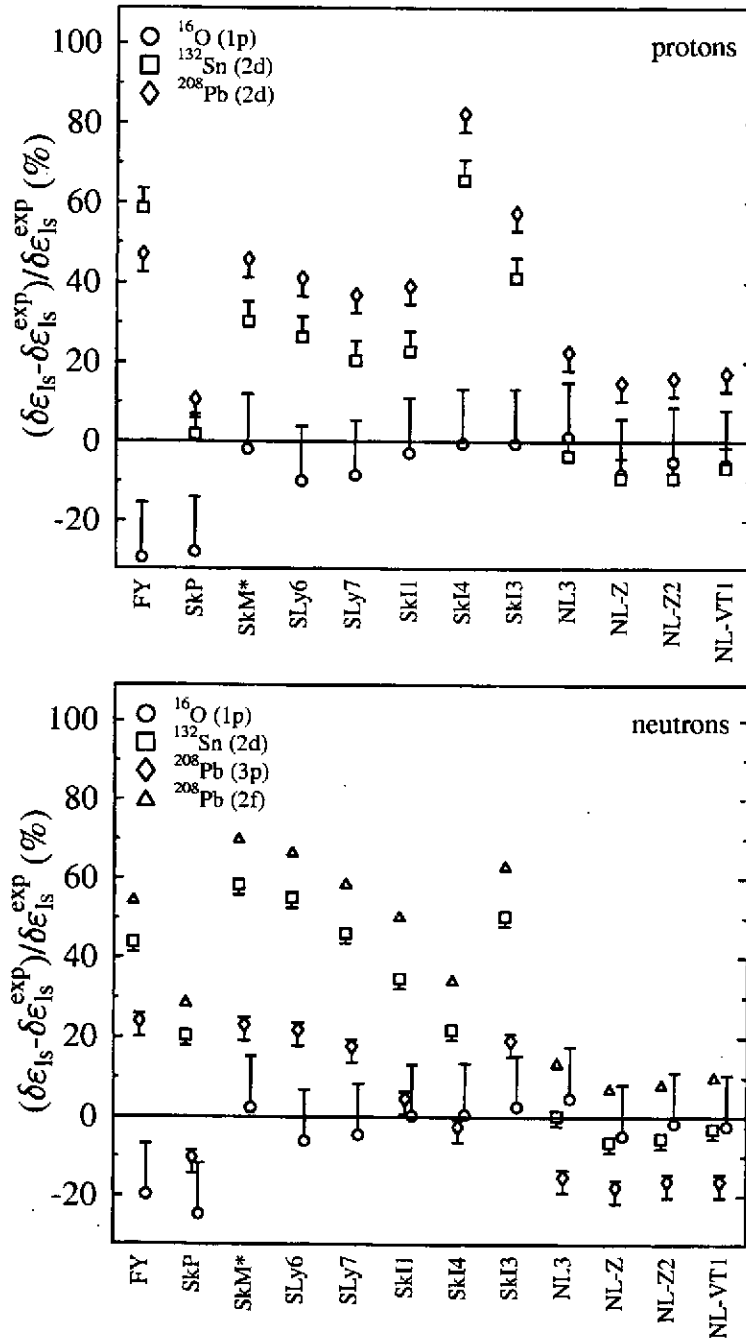 100
80
60
40
20
0
-20
(δε_ls-δε_ls^exp)/δε_ls^exp (%)
^16O (1p)
^132Sn (2d)
^208Pb (2d)
protons
FY
SkP
SkM*
SLy6
SLy7
SkI1
SkI4
SkI3
NL3
NL-Z
NL-Z2
NL-VT1
100
80
60
40
20
0
-20
(δε_ls-δε_ls^exp)/δε_ls^exp (%)
^16O (1p)
^132Sn (2d)
^208Pb (3p)
^208Pb (2f)
neutrons
FY
SkP
SkM*
SLy6
SLy7
SkI1
SkI4
SkI3
NL3
NL-Z
NL-Z2
NL-VT1